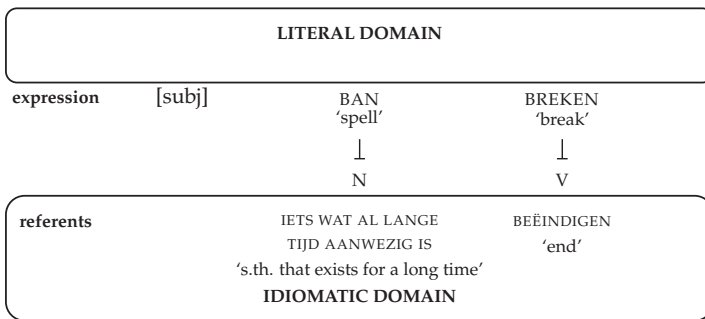 LITERAL DOMAIN
expression [subj] BAN BREKEN
‘spell’ ‘break’
⊥ ⊥
N V
referents IETS WAT AL LANGE BEËINDIGEN
TIJD AANWEZIG IS ‘end’
‘s.th. that exists for a long time’
IDIOMATIC DOMAIN